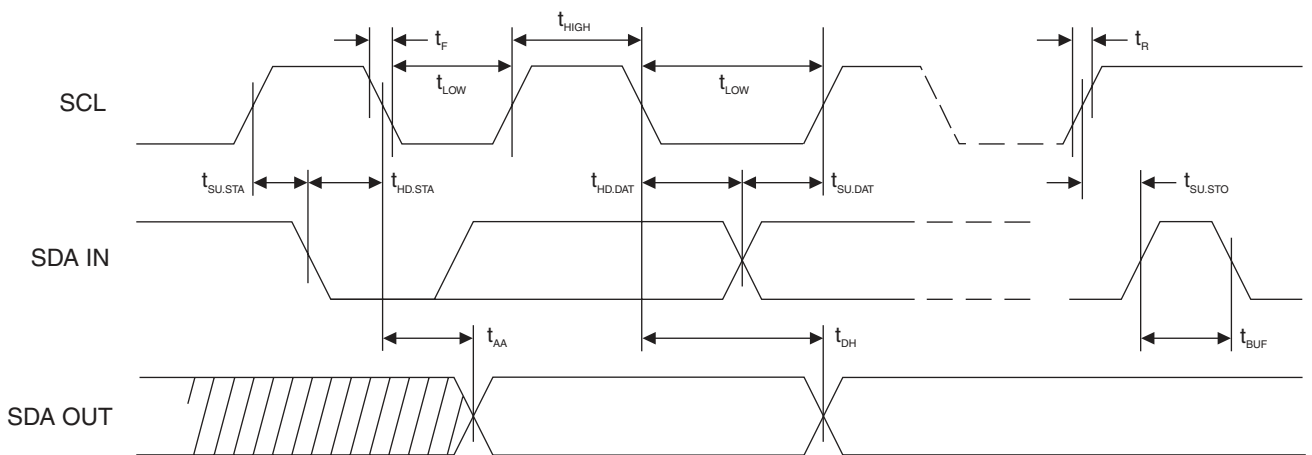 t_HIGH
t_F
t_R
t_LOW
t_LOW
SCL
t_SU.STA
t_HD.STA
t_HD.DAT
t_SU.DAT
t_SU.STO
SDA IN
t_AA
t_DH
t_BUF
SDA OUT